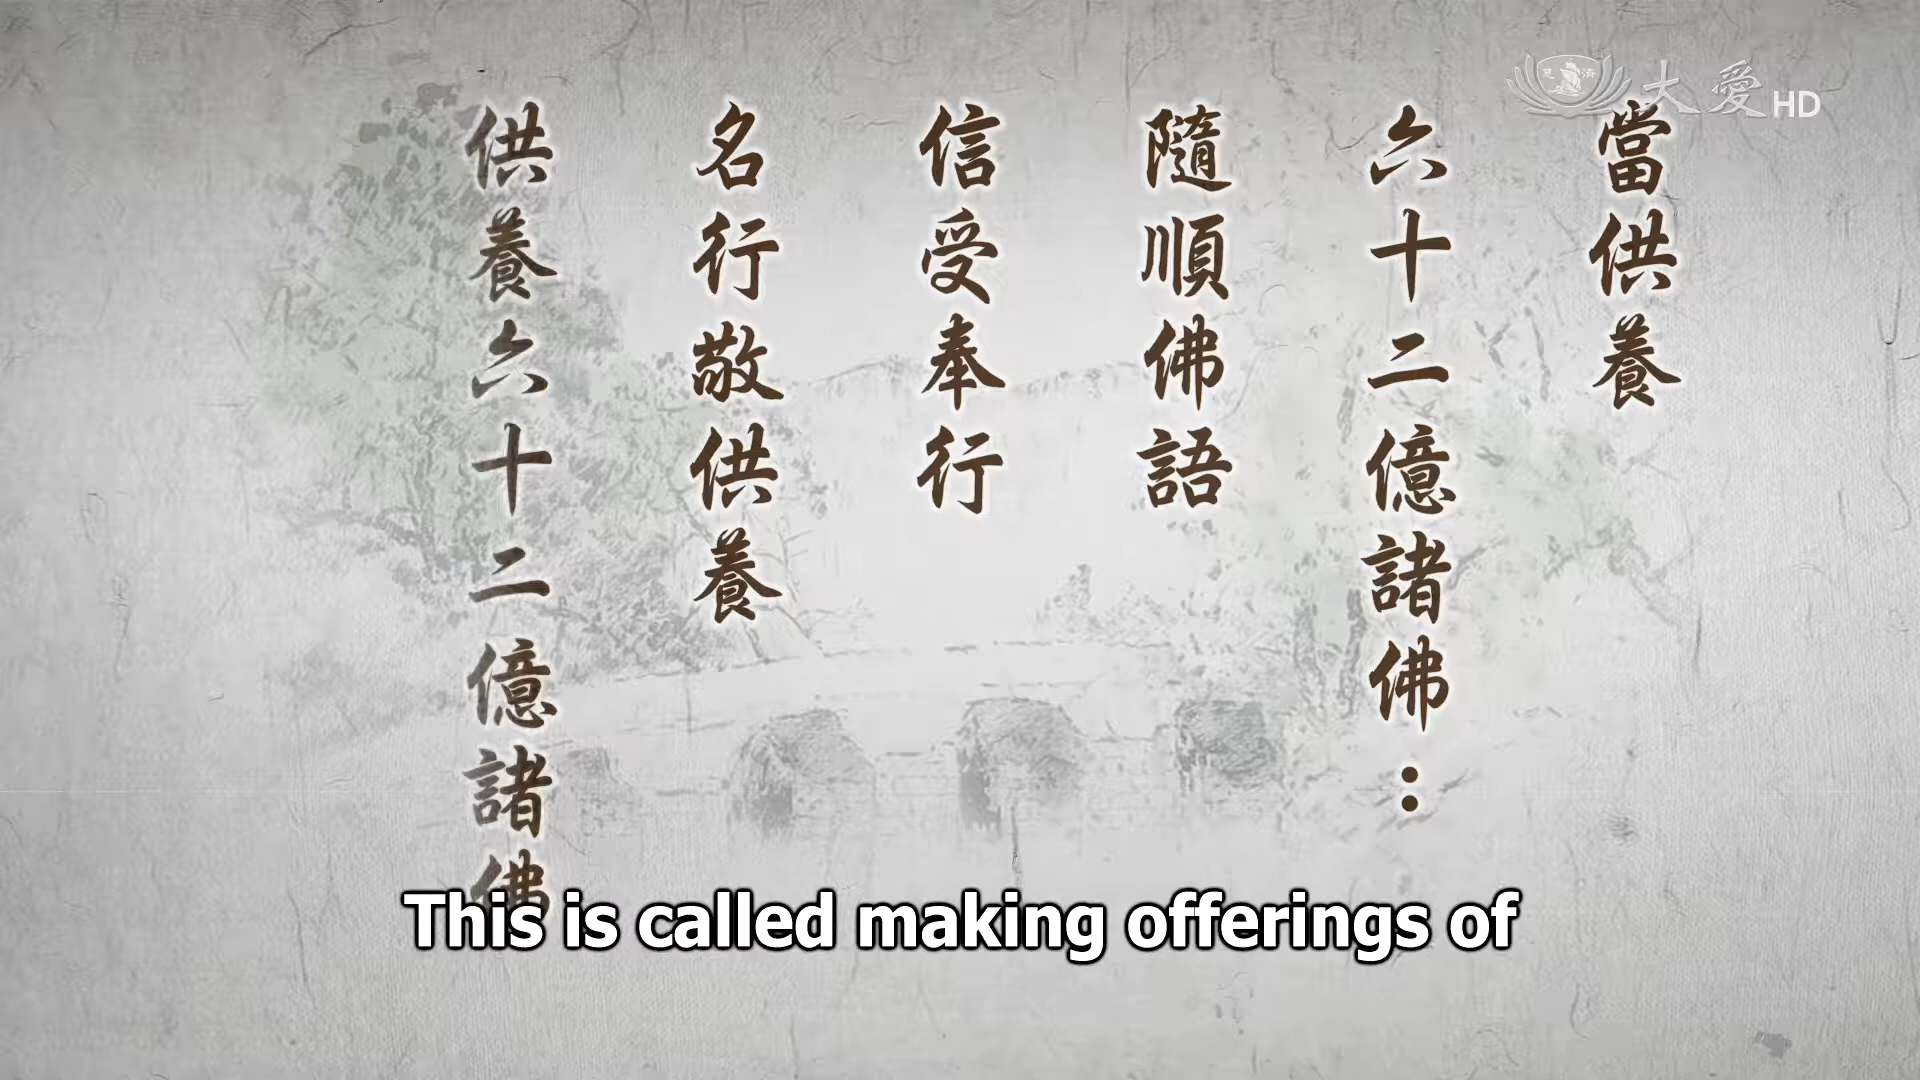 當供養
六十二億諸佛：
隨順佛語
信受奉行
名行敬供養
供養六十二億諸佛
慈濟
大愛HD
This is called making offerings of